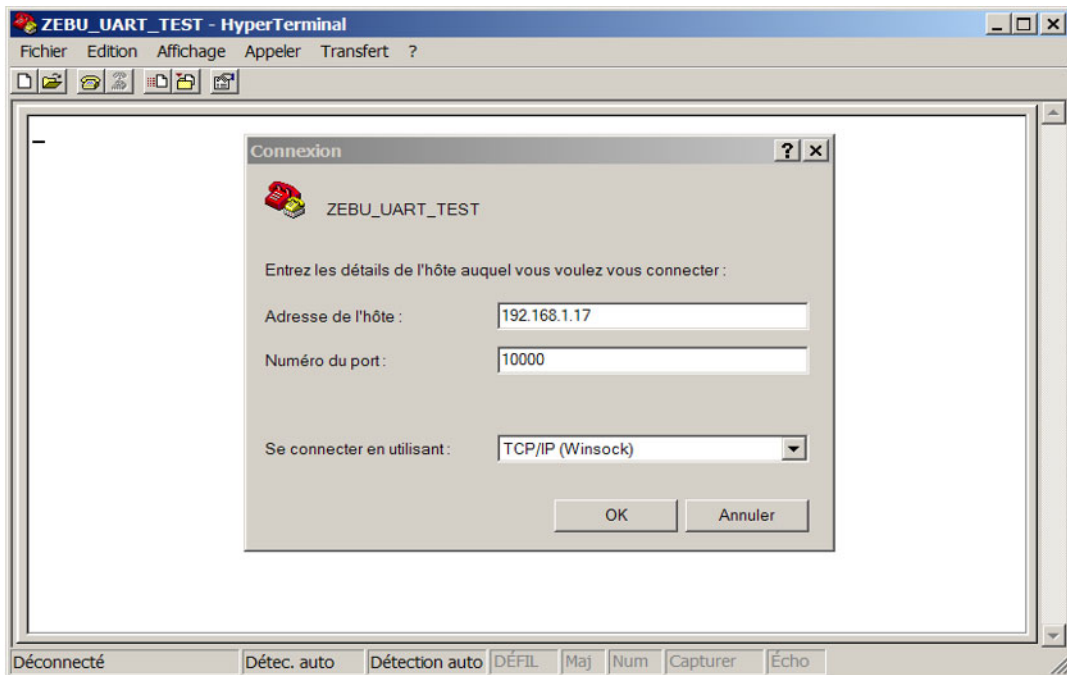 ZEBU_UART_TEST - HyperTerminal
Fichier Edition Affichage Appeler Transfert ?
Connexion
ZEBU_UART_TEST
Entrez les détails de l'hôte auquel vous voulez vous connecter :
Adresse de l'hôte : 192.168.1.17
Numéro du port : 10000
Se connecter en utilisant : TCP/IP (Winsock)
OK Annuler
Déconnecté Détec. auto Détection auto DÉFIL Maj Num Capturer Écho